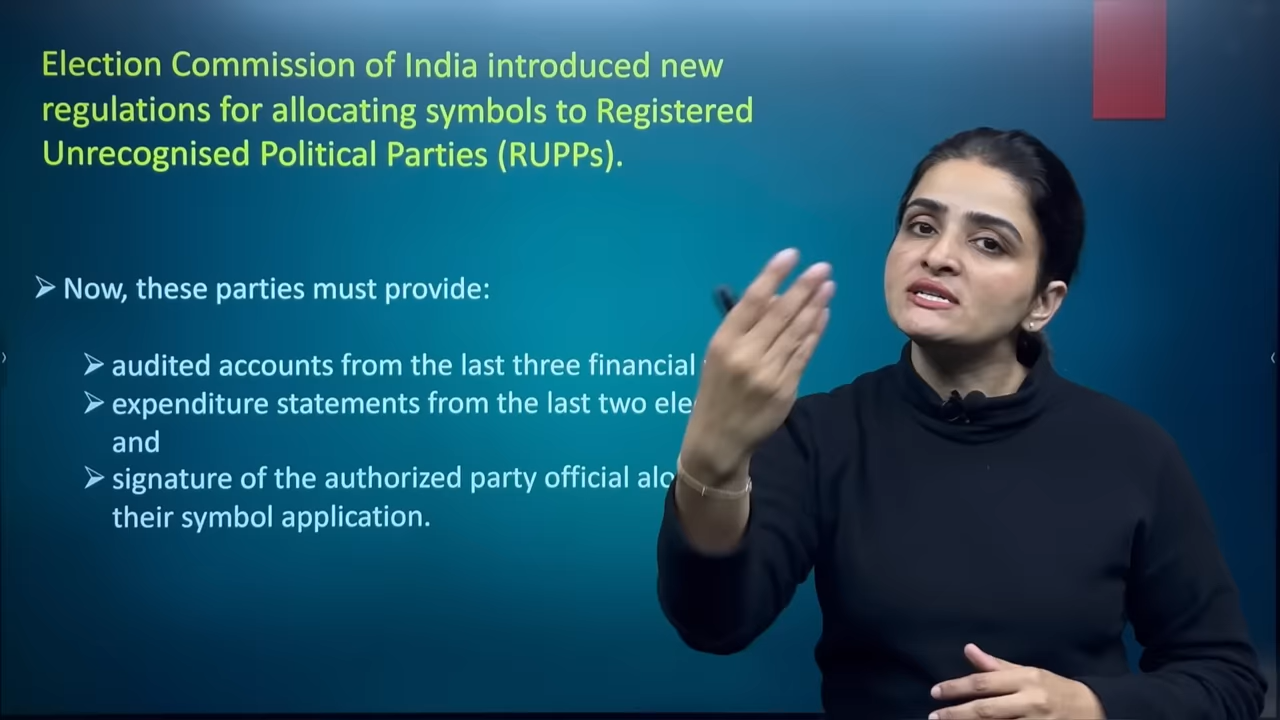 Election Commission of India introduced new
regulations for allocating symbols to Registered
Unrecognised Political Parties (RUPPs).
Now, these parties must provide:
audited accounts from the last three financial
expenditure statements from the last two
and
signature of the authorized party official
their symbol application.